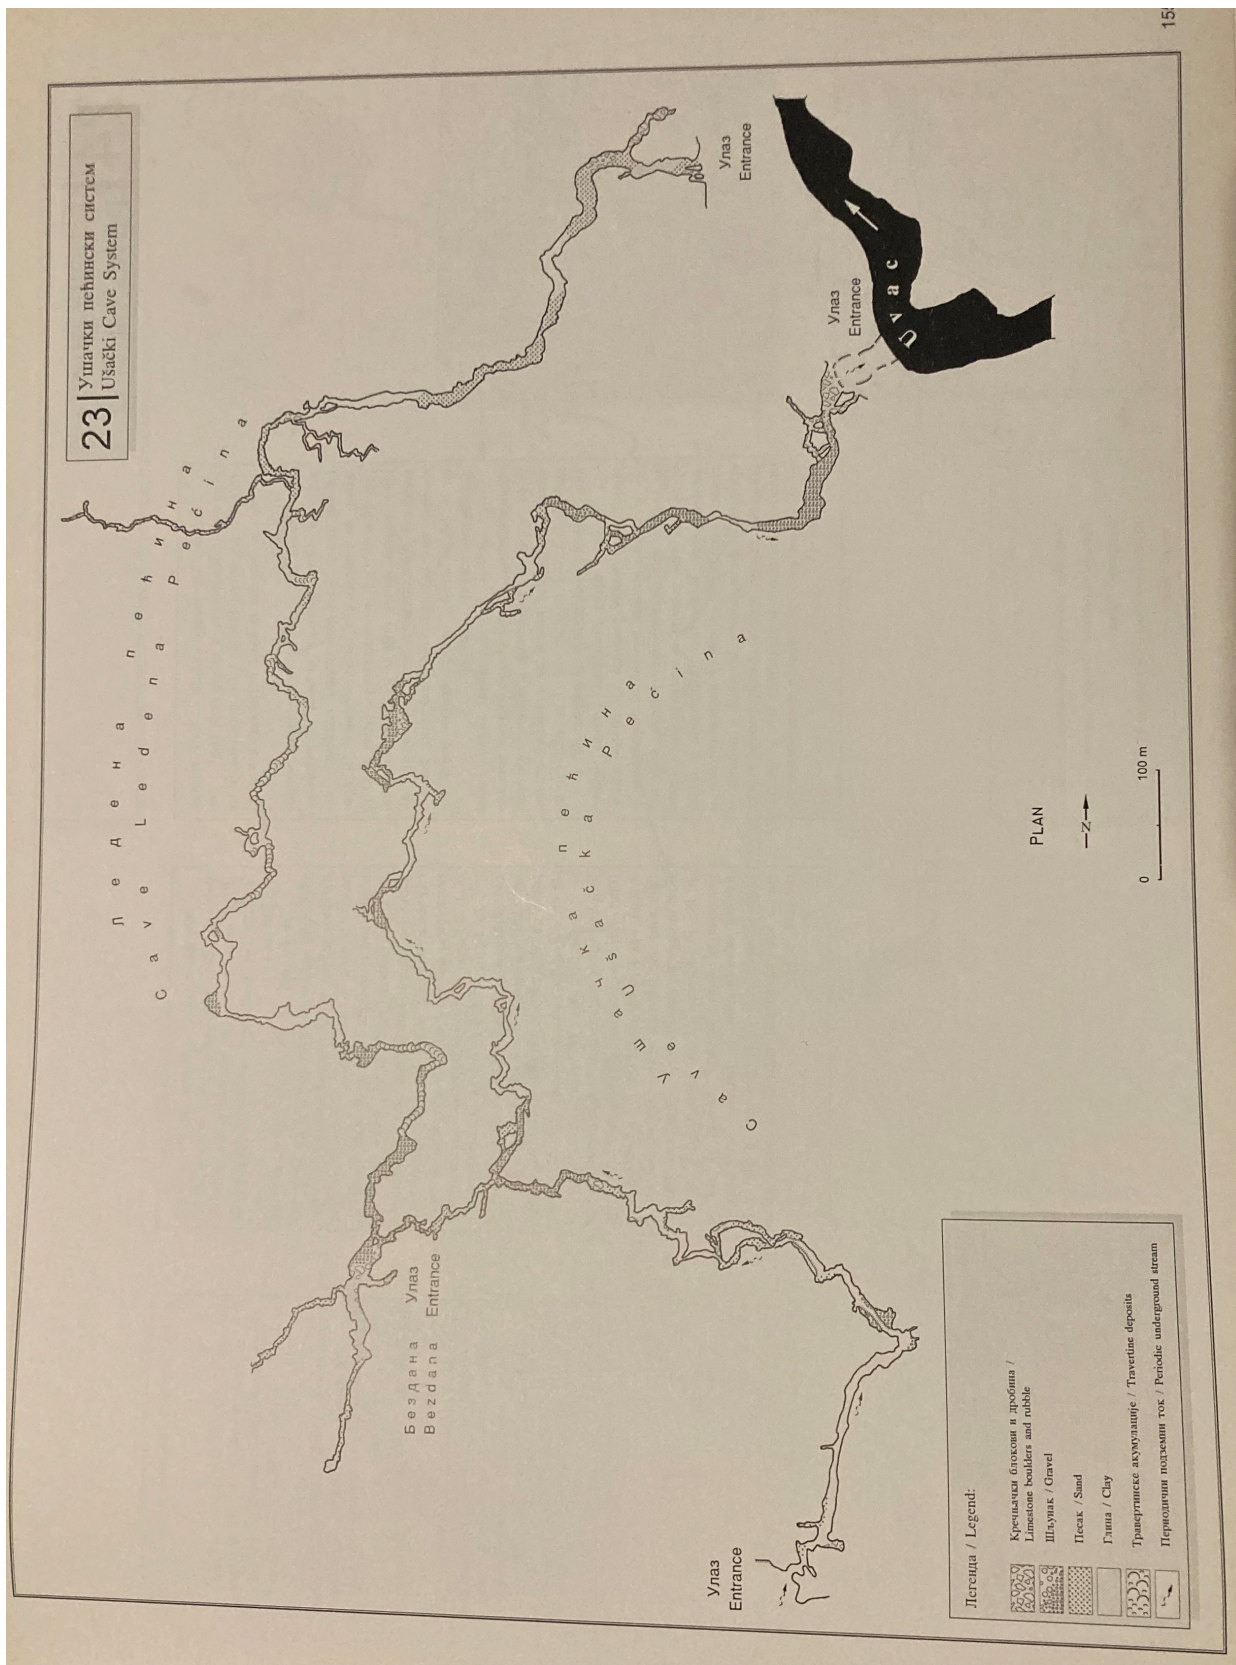 155
23
Ушачки пећински систем
Ušački Cave System
Ледена пећина
Cave Ledena pećina
Улаз
Entrance
Улаз
Entrance
Uvac
Ушачка пећина
Cave Ušačka pećina
Бездана
Bezdana
Улаз
Entrance
Улаз
Entrance
PLAN
N
0
100 m
Легенда / Legend:
Кречњачки блокови и дробина /
Limestone boulders and rubble
Шљунак / Gravel
Песак / Sand
Глина / Clay
Травертинске акумулације / Travertine deposits
Периодични подземни ток / Periodic underground stream